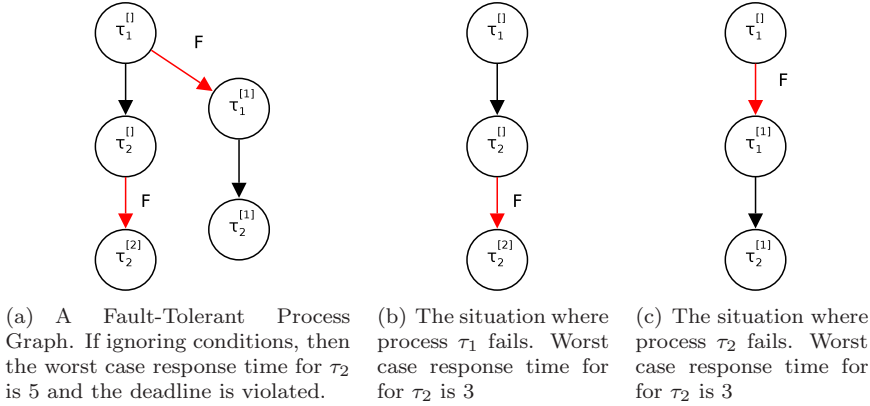 τ1[]
F
τ1[1]
τ2[]
F
τ2[2]
τ2[1]
τ1[]
τ2[]
F
τ2[2]
τ1[]
F
τ1[1]
τ2[1]
(a) A Fault-Tolerant Process
Graph. If ignoring conditions, then
the worst case response time for τ2
is 5 and the deadline is violated.
(b) The situation where
process τ1 fails. Worst
case response time for
for τ2 is 3
(c) The situation where
process τ2 fails. Worst
case response time for
for τ2 is 3